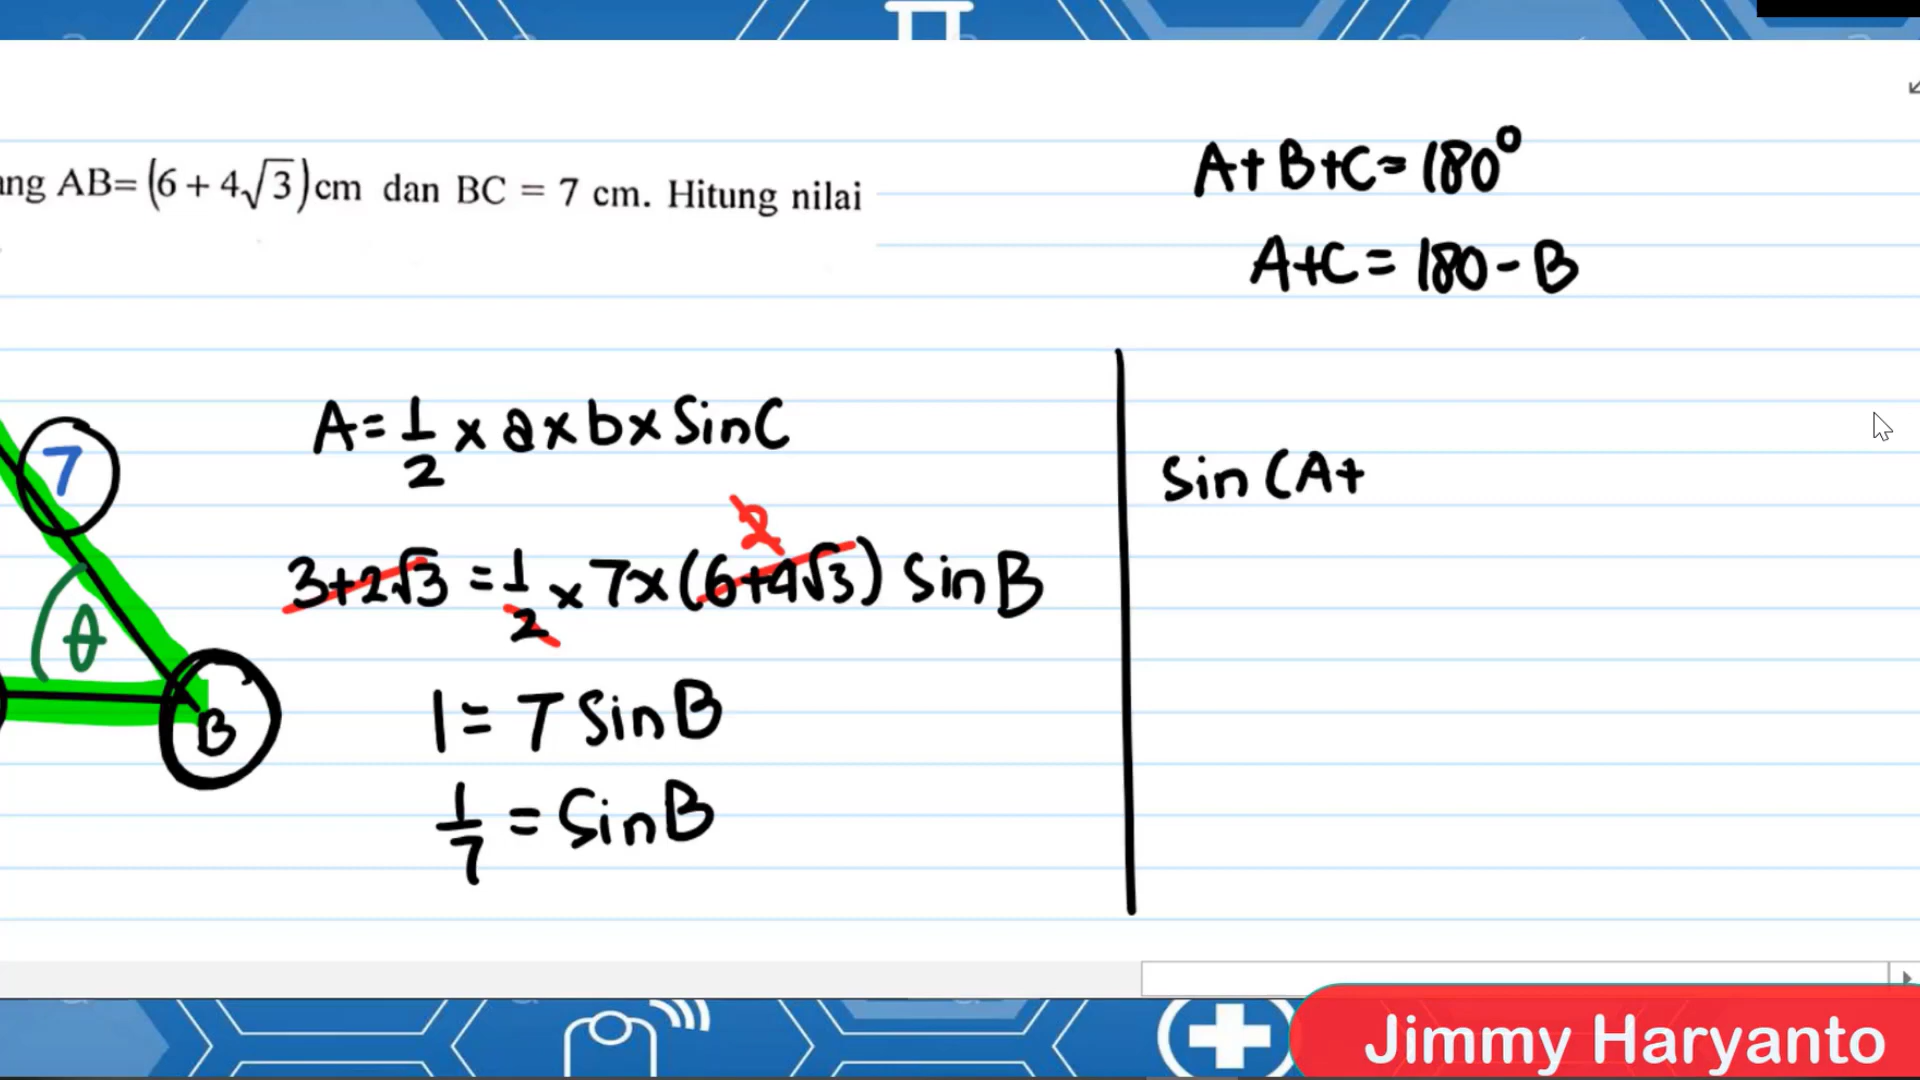 ang AB= (6 + 4√3) cm dan BC = 7 cm. Hitung nilai
A + B + C = 180°
A + C = 180 - B
7
θ
B
A = 1/2 x a x b x Sin C
2
3+2√3 = 1/2 x 7 x (6+4√3) Sin B
1 = 7 Sin B
1/7 = Sin B
Sin (A +
Jimmy Haryanto